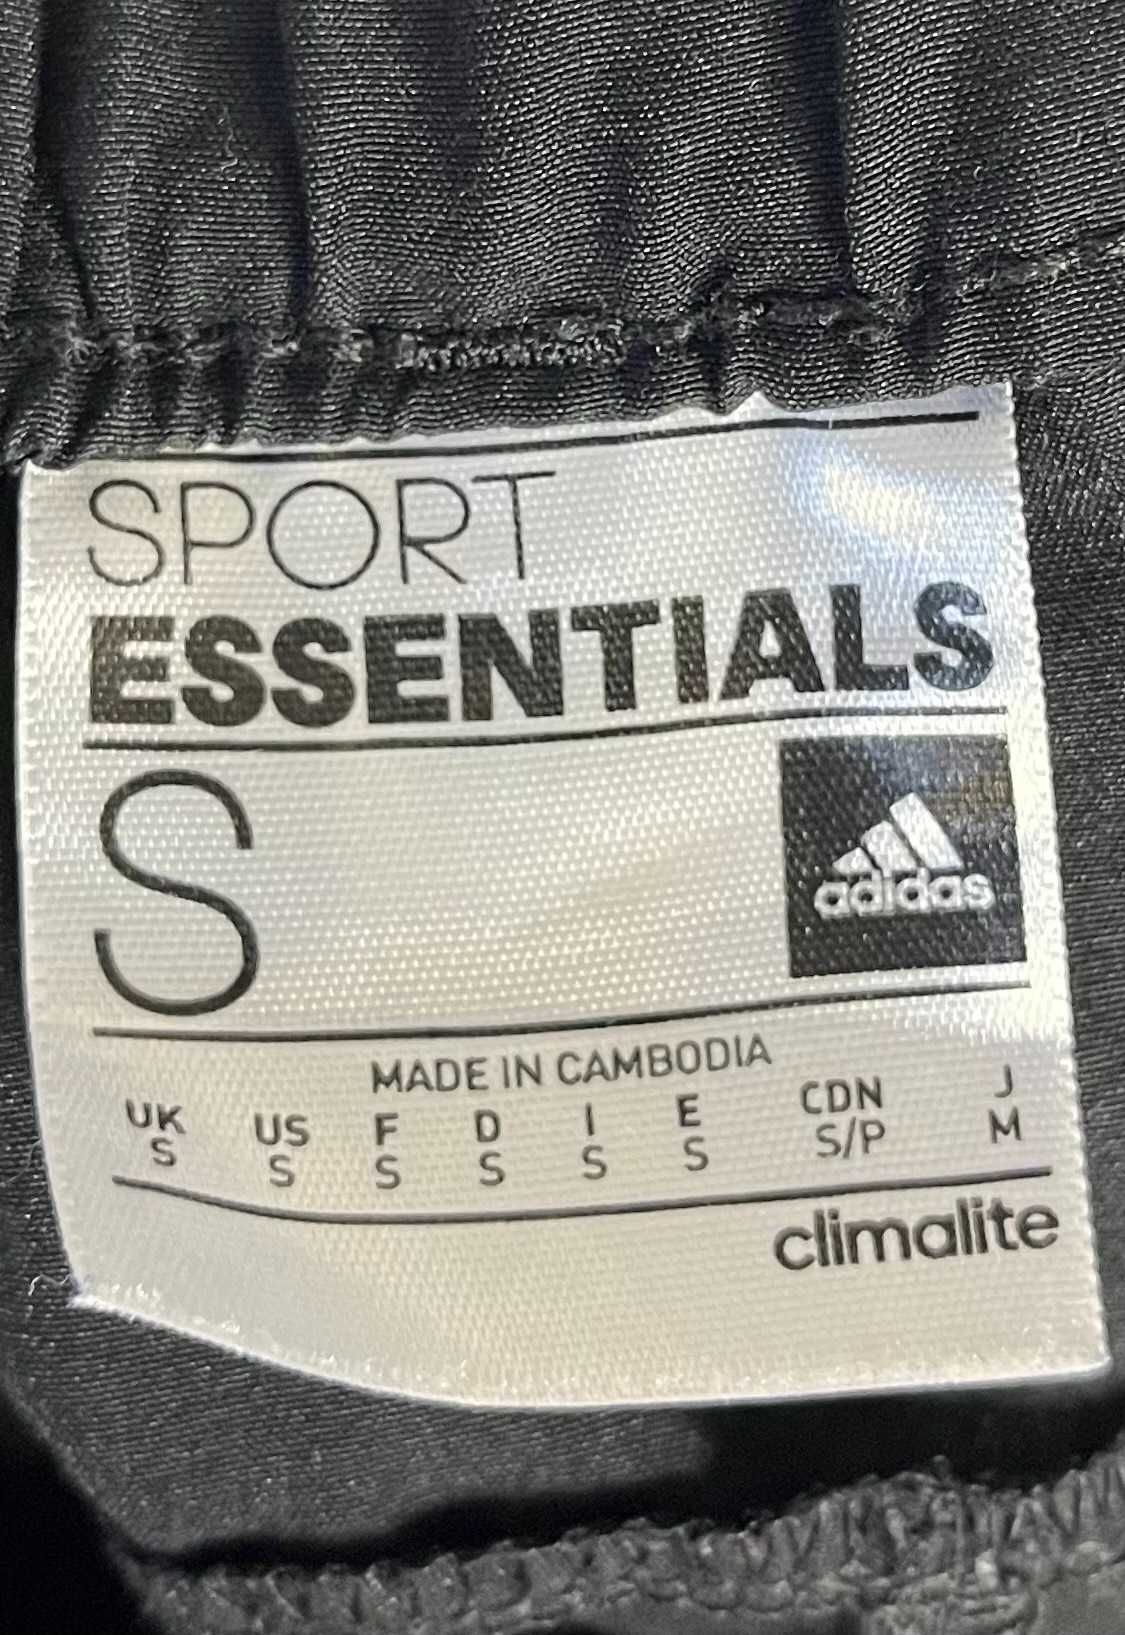 SPORT
ESSENTIALS
S
adidas
MADE IN CAMBODIA
UK US F D I E CDN J
S S S S S S S/P M
climalite